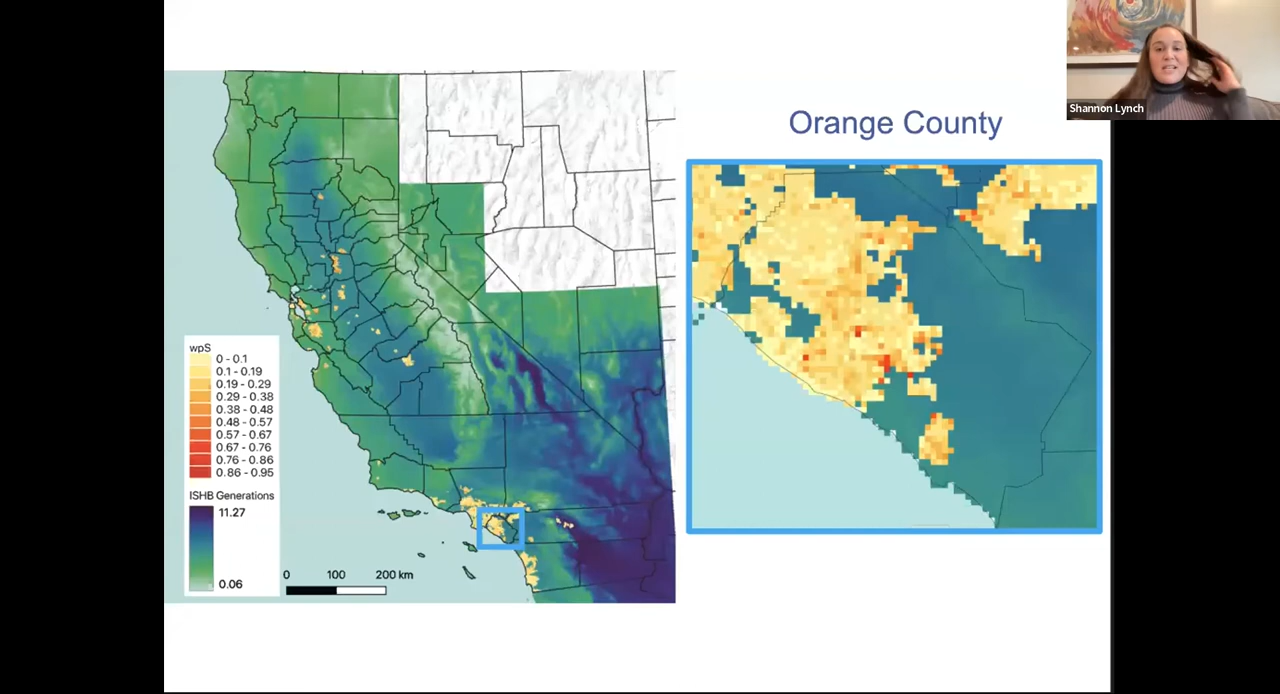 Shannon Lynch
Orange County
wpS
0 - 0.1
0.1 - 0.19
0.19 - 0.29
0.29 - 0.38
0.38 - 0.48
0.48 - 0.57
0.57 - 0.67
0.67 - 0.76
0.76 - 0.86
0.86 - 0.95
ISHB Generations
11.27
0.06
0 100 200 km